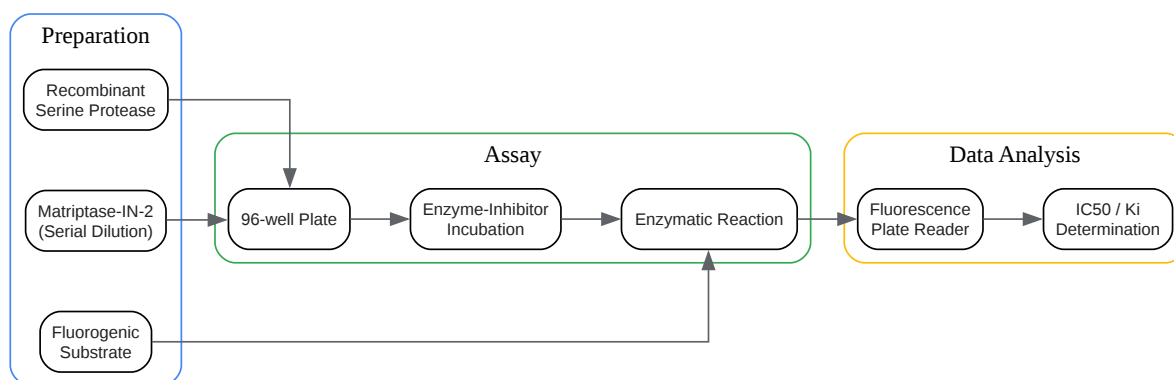 Preparation
Recombinant
Serine Protease
Matriptase-IN-2
(Serial Dilution)
Fluorogenic
Substrate
Assay
96-well Plate
Enzyme-Inhibitor
Incubation
Enzymatic Reaction
Data Analysis
Fluorescence
Plate Reader
IC50 / Ki
Determination